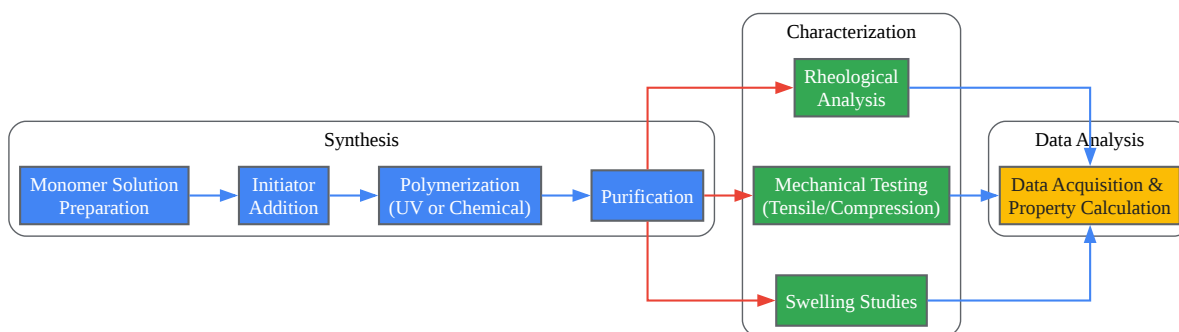 Characterization
Rheological
Analysis
Synthesis
Data Analysis
Monomer Solution
Preparation
Initiator
Addition
Polymerization
(UV or Chemical)
Purification
Mechanical Testing
(Tensile/Compression)
Data Acquisition &
Property Calculation
Swelling Studies